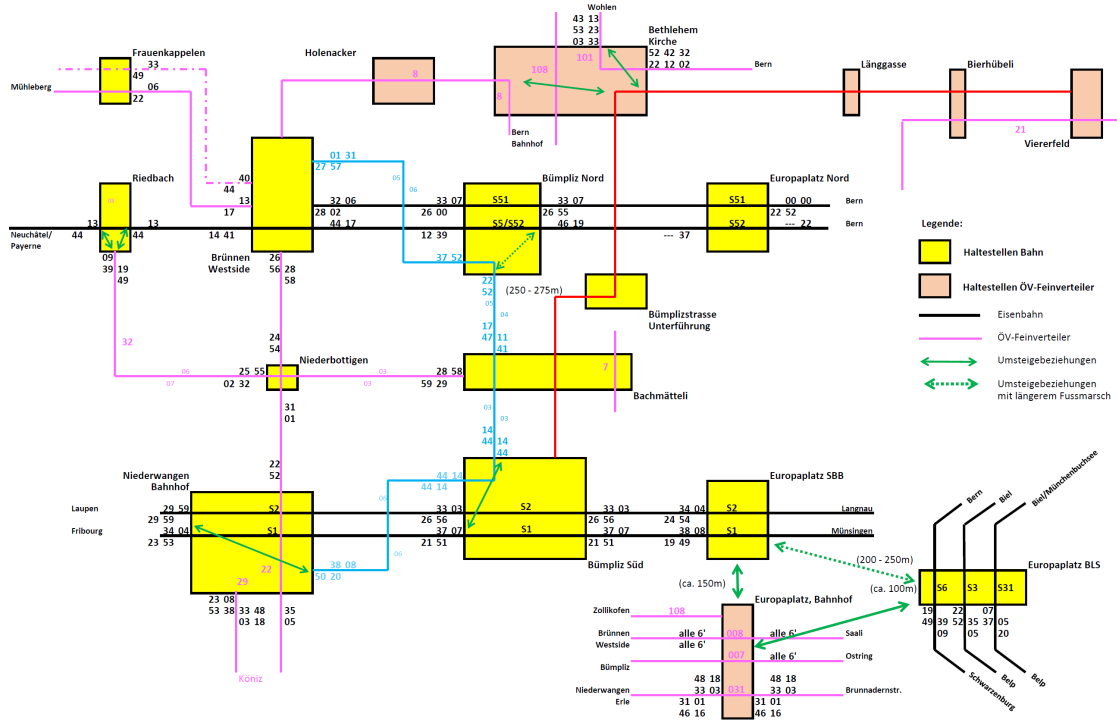 Wohlen
43 13
53 23
03 33
Bethlehem
Kirche
52 42 32
22 12 02
Bern
108
101
8
Bern
Bahnhof
Holenacker
8
Frauenkappelen
33
49
06
22
Mühleberg
Länggasse
Bierhübeli
21
Viererfeld
Riedbach
32
13
44
13
44
Neuchâtel/
Payerne
09
39
19
49
14 41
40
44
13
17
Brünnen
Westside
26
56
28
58
01 31
27 57
05
06
32 06
28 02
44 17
33 07
26 00
12 39
37 52
Bümpliz Nord
S51
S5/S52
33 07
26 55
46 19
--- 37
Europaplatz Nord
S51
S52
00 00
22 52
--- 22
Bern
Bern
22
52
05
04
(250 - 275m)
17
47
11
41
Bümplizstrasse
Unterführung
32
24
54
Niederbottigen
06
07
25 55
02 32
03
03
28 58
59 29
7
Bachmätteli
31
01
03
03
14
44
14
44
22
52
Niederwangen
Bahnhof
Laupen
Fribourg
29 59
29 59
34 04
23 53
S2
S1
22
29
44 14
44 14
06
33 03
26 56
37 07
21 51
06
38 08
50 20
S2
S1
Bümpliz Süd
33 03
26 56
37 07
21 51
Europaplatz SBB
S2
S1
34 04
24 54
38 08
19 49
Langnau
Münsingen
23 08
53 38
33 48
03 18
35
05
Köniz
(ca. 150m)
(200 - 250m)
(ca. 100m)
Europaplatz, Bahnhof
Zollikofen
108
Brünnen
Westside
alle 6'
alle 6'
008
alle 6'
Saali
Bümpliz
007
alle 6'
Ostring
Niederwangen
Erle
48 18
33 03
31 01
46 16
031
48 18
33 03
31 01
46 16
Brunnadernstr.
Bern
Biel
Biel/Münchenbuchsee
Europaplatz BLS
S6
S3
S31
19
49
39
09
22
52
35
05
07
37
05
20
Schwarzenburg
Belp
Belp
Legende:
Haltestellen Bahn
Haltestellen ÖV-Feinverteiler
Eisenbahn
ÖV-Feinverteiler
Umsteigebeziehungen
Umsteigebeziehungen
mit längerem Fussmarsch